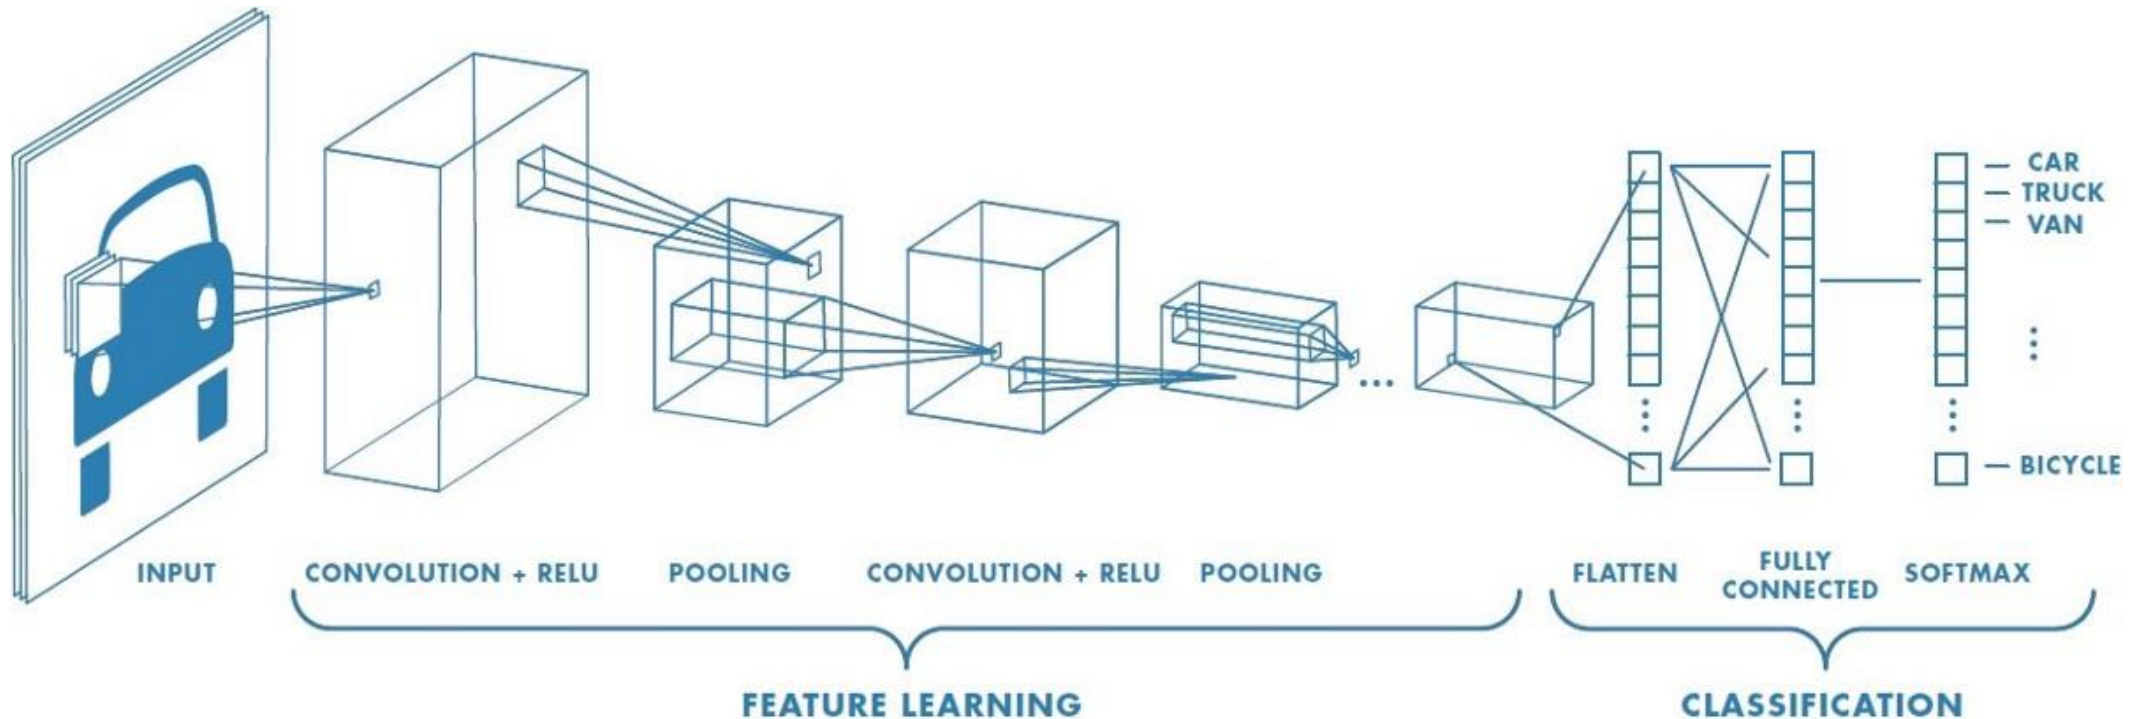 CAR
TRUCK
VAN
BICYCLE
INPUT
CONVOLUTION + RELU
POOLING
CONVOLUTION + RELU
POOLING
FLATTEN
FULLY
CONNECTED
SOFTMAX
FEATURE LEARNING
CLASSIFICATION